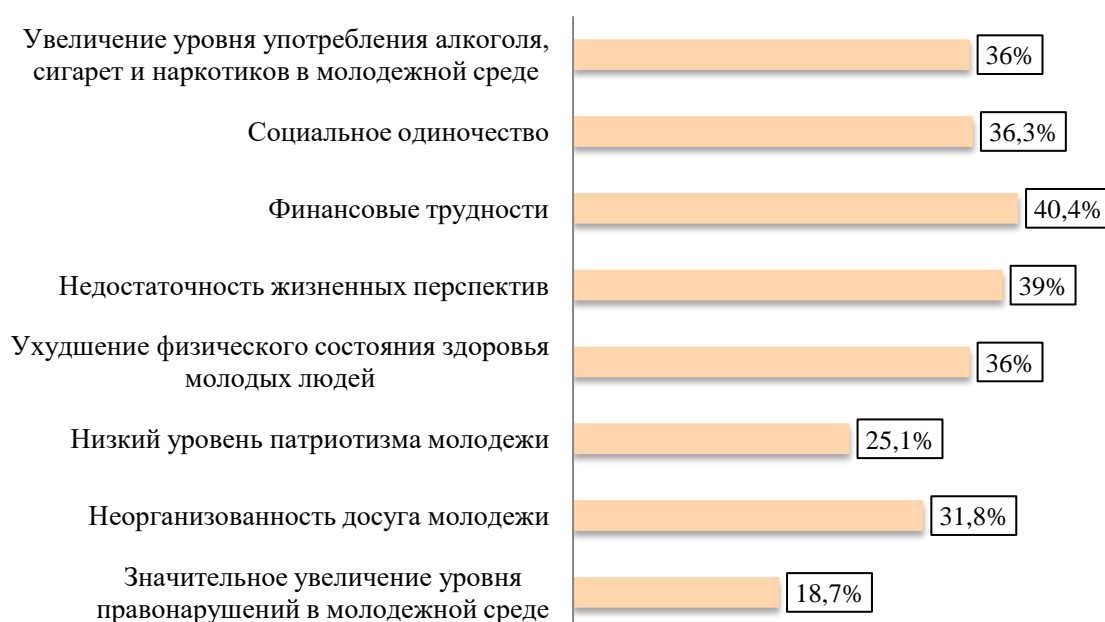 Увеличение уровня употребления алкоголя,
сигарет и наркотиков в молодежной среде
36%
Социальное одиночество
36,3%
Финансовые трудности
40,4%
Недостаточность жизненных перспектив
39%
Ухудшение физического состояния здоровья
молодых людей
36%
Низкий уровень патриотизма молодежи
25,1%
Неорганизованность досуга молодежи
31,8%
Значительное увеличение уровня
правонарушений в молодежной среде
18,7%